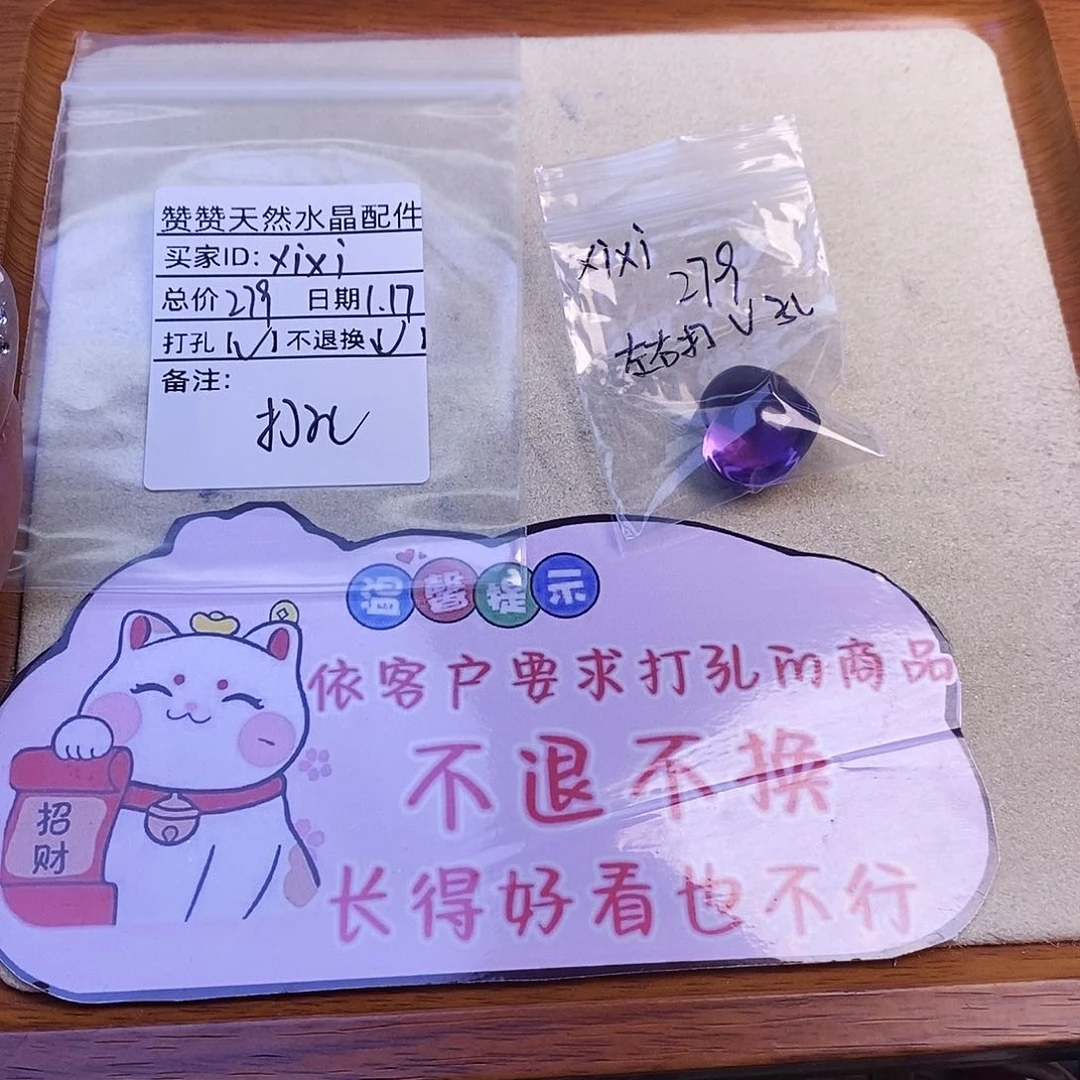 赞赞天然水晶配件
买家ID: xixi
总价 279 日期 1.17
打孔【√】不退换【√】
备注:
打孔
xixi
279
左右打 V 孔
温馨提示
依客户要求打孔的商品
不退不换
长得好看也不行
招
财